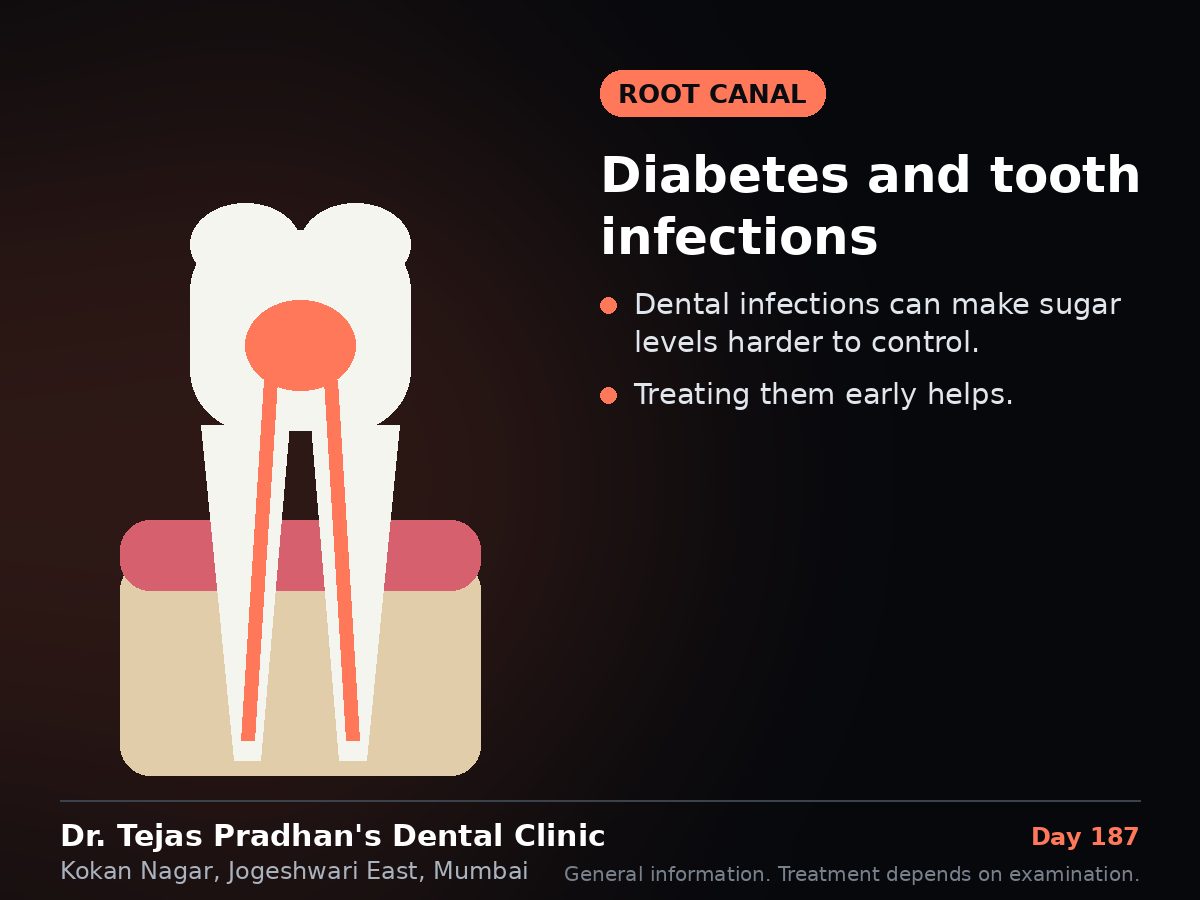 ROOT CANAL
Diabetes and tooth
infections
Dental infections can make sugar
levels harder to control.
Treating them early helps.
Dr. Tejas Pradhan's Dental Clinic
Day 187
Kokan Nagar, Jogeshwari East, Mumbai
General information. Treatment depends on examination.